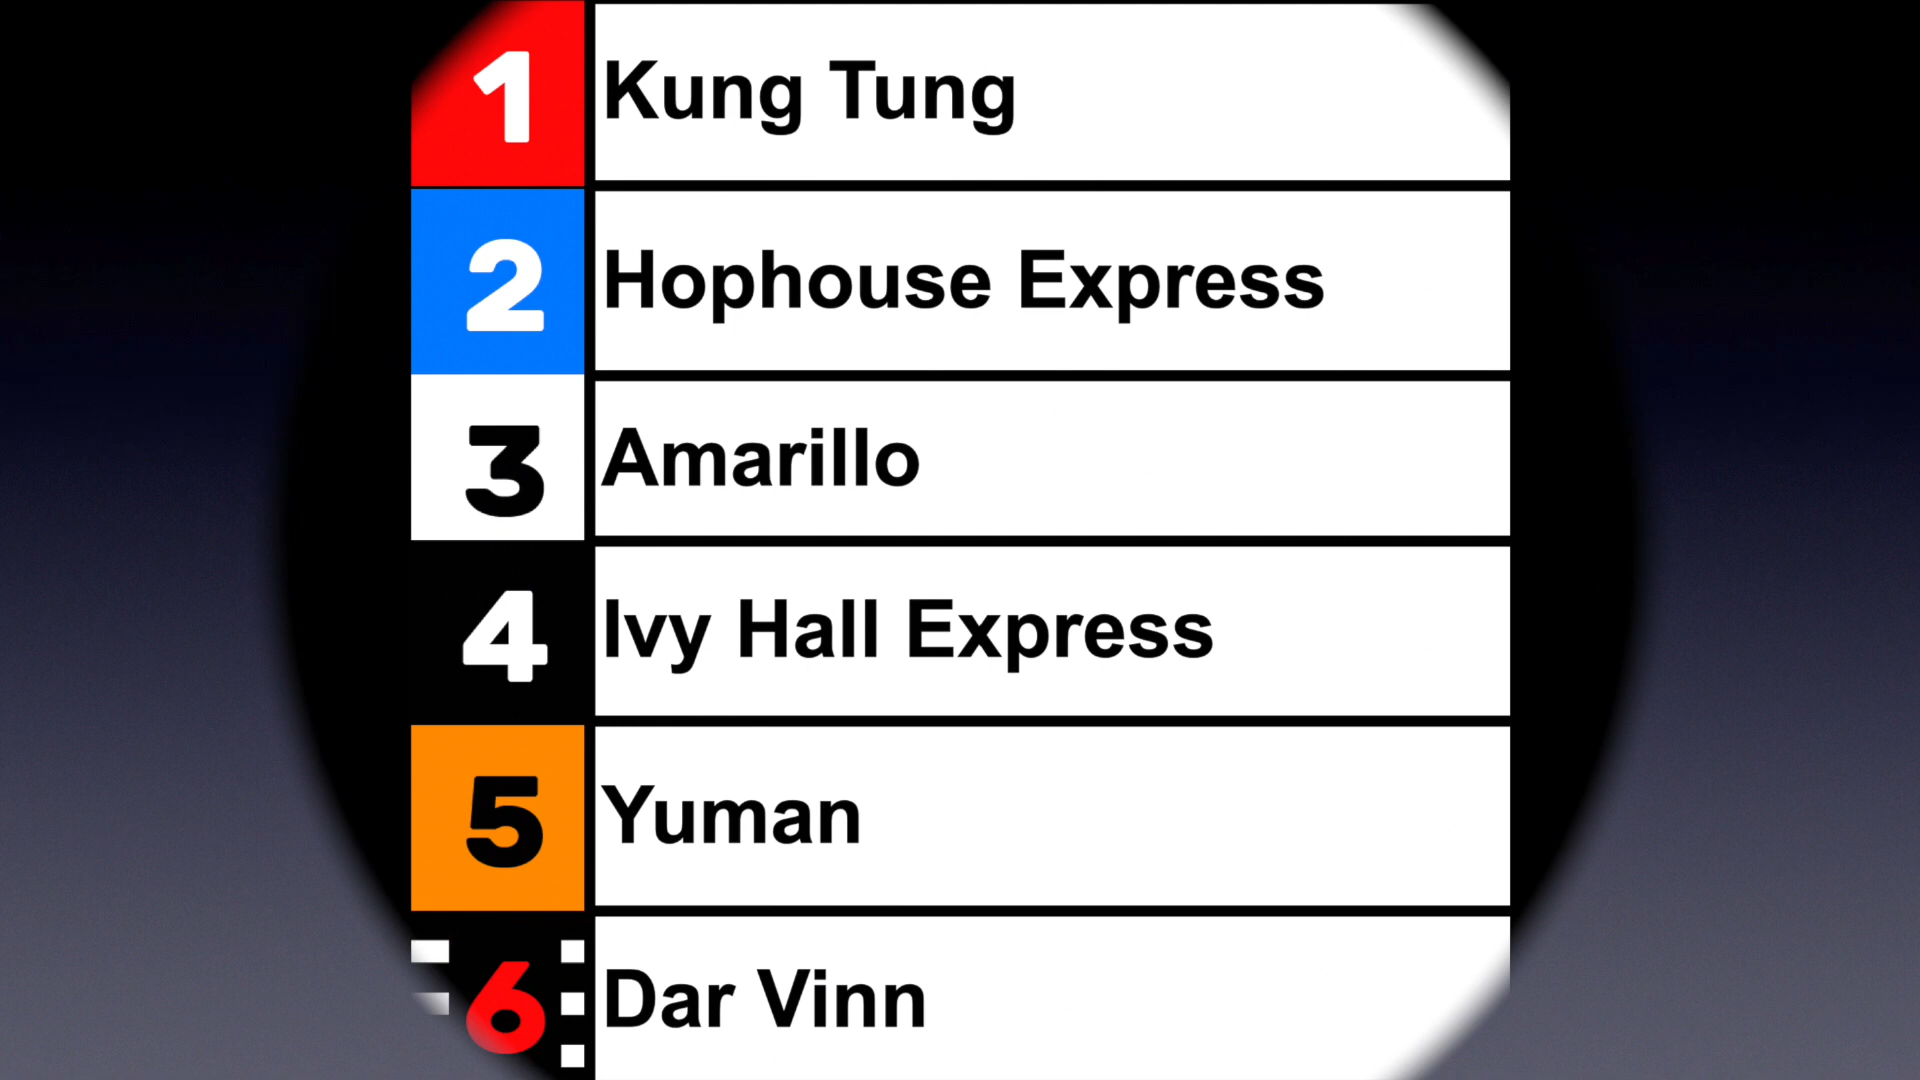 1 Kung Tung
2 Hophouse Express
3 Amarillo
4 Ivy Hall Express
5 Yuman
6 Dar Vinn